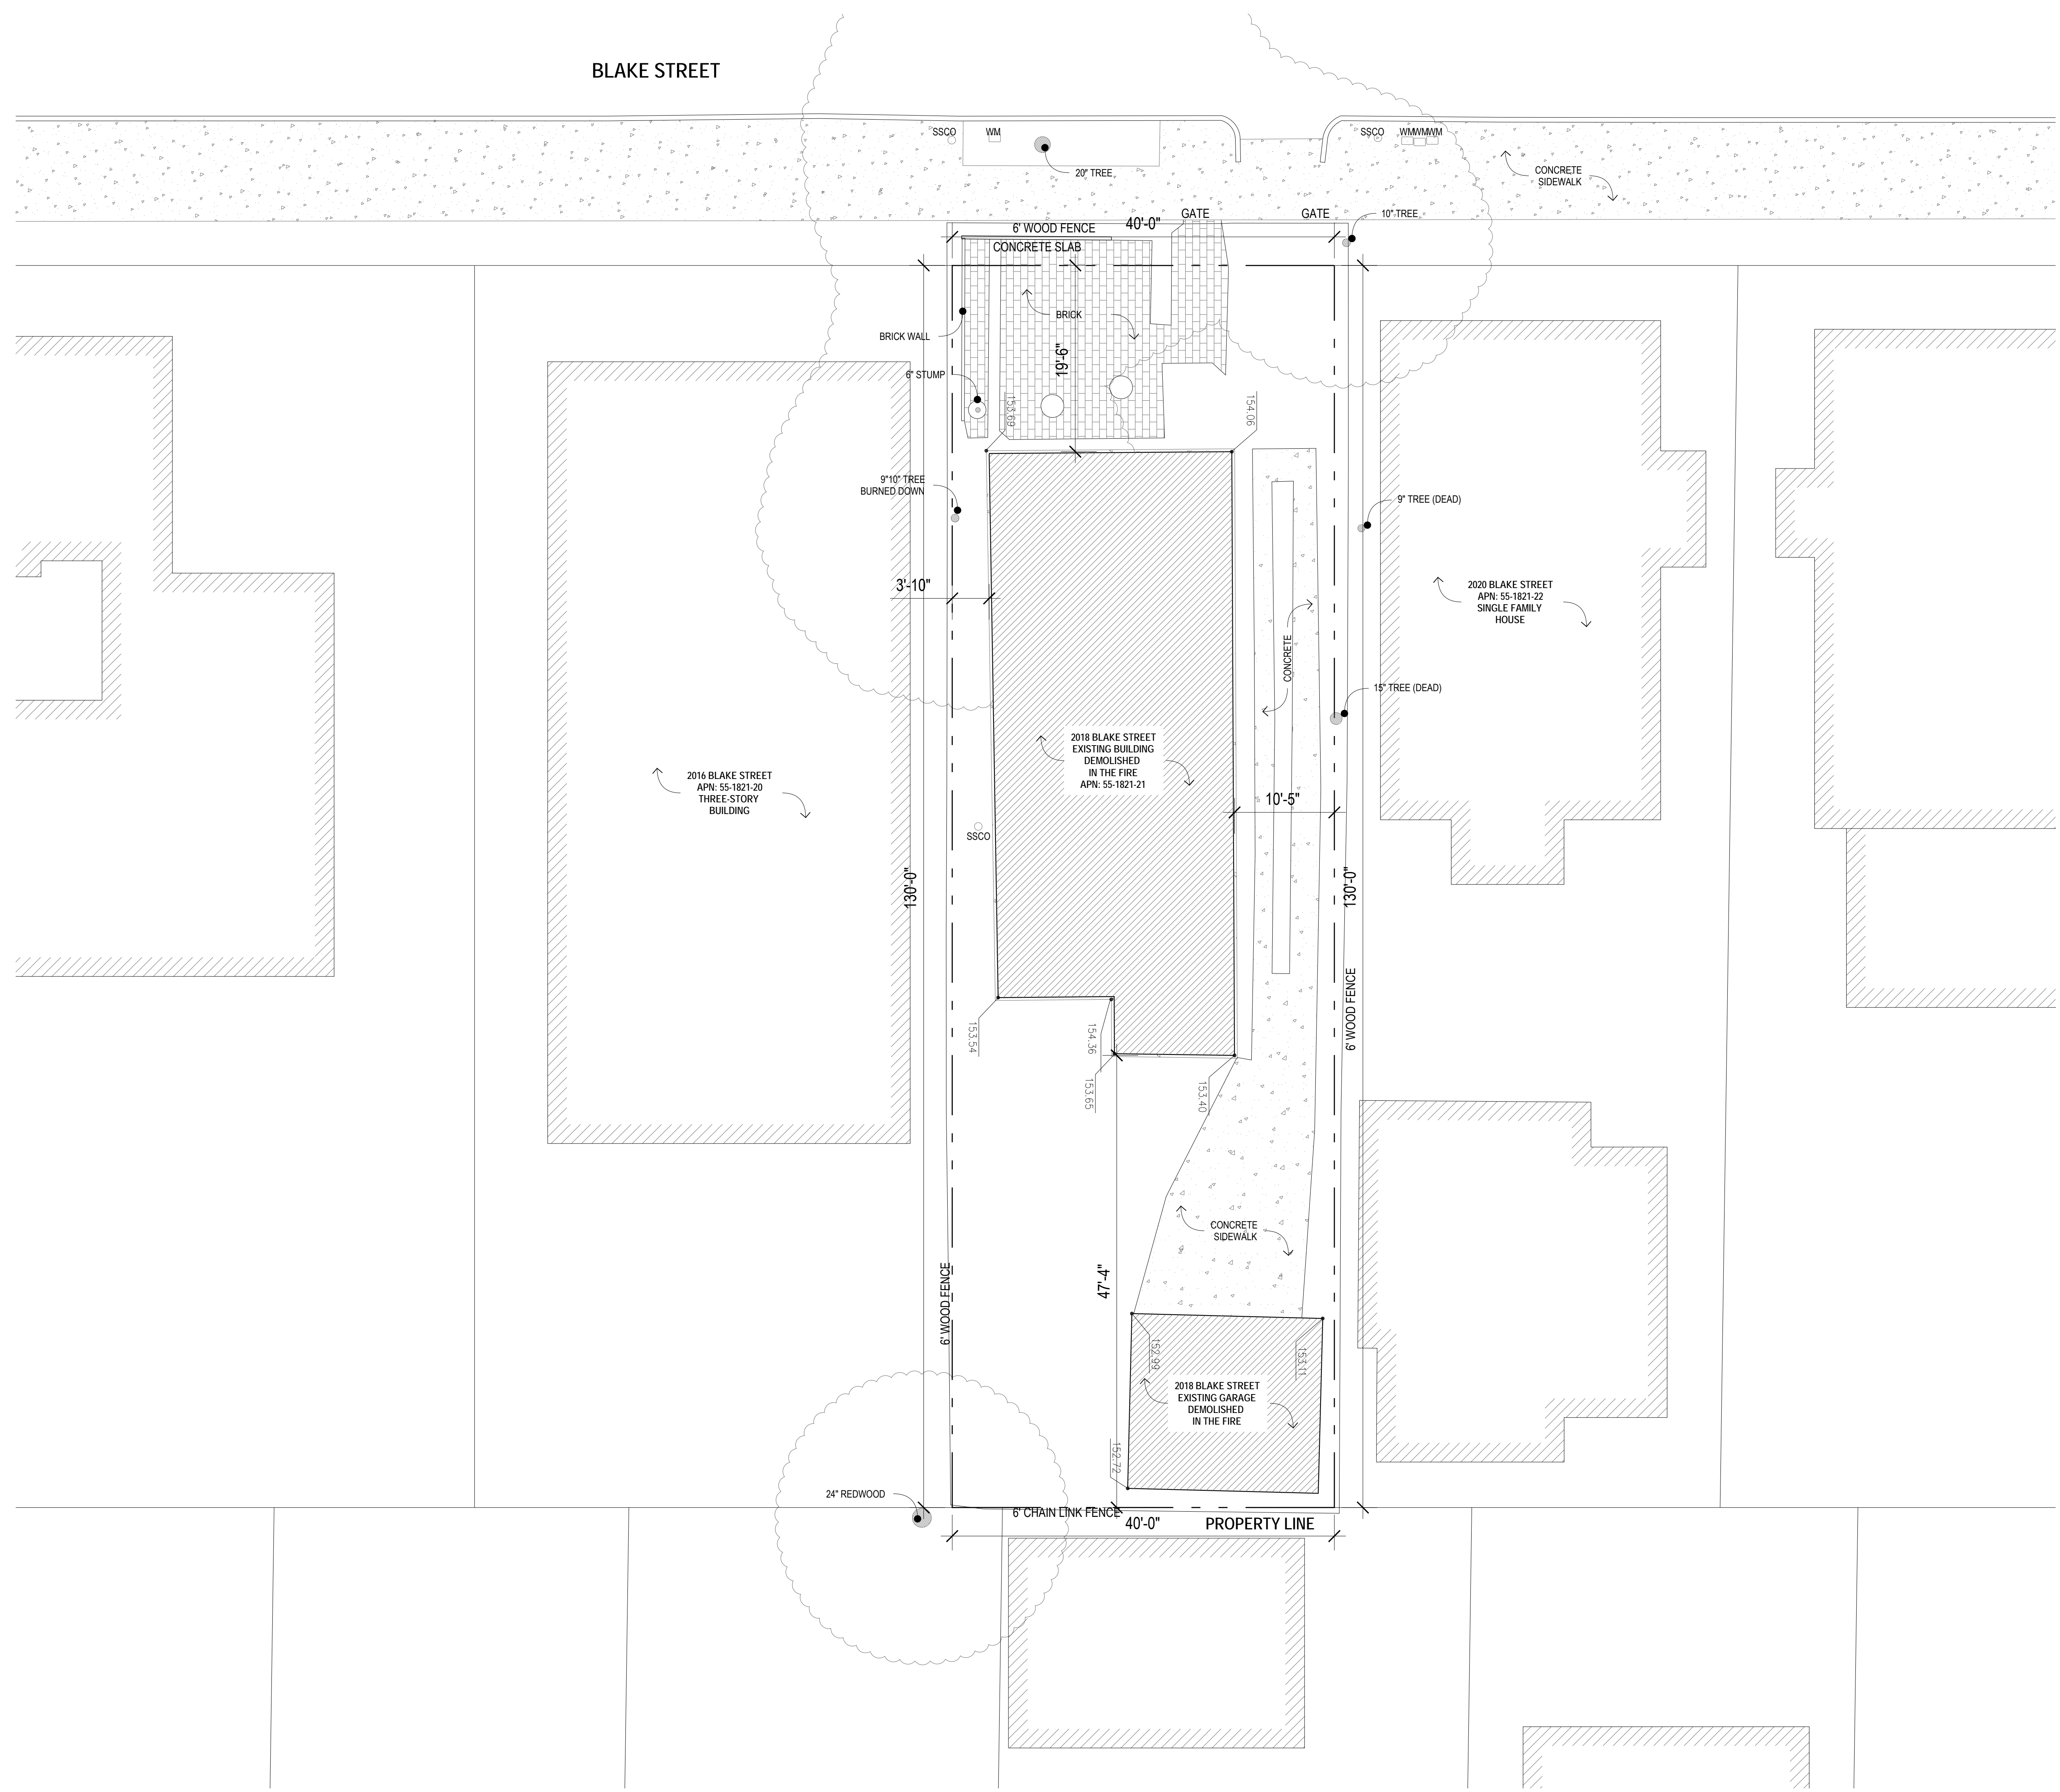 BLAKE STREET
SSCO
WM
SSCO
WMWMWM
20" TREE
CONCRETE
SIDEWALK
GATE
GATE
10" TREE
6' WOOD FENCE
40'-0"
CONCRETE SLAB
BRICK
BRICK WALL
19'-6"
6" STUMP
153.69
154.06
9"10" TREE
BURNED DOWN
9" TREE (DEAD)
3'-10"
2020 BLAKE STREET
APN: 55-1821-22
SINGLE FAMILY
HOUSE
CONCRETE
15" TREE (DEAD)
2018 BLAKE STREET
EXISTING BUILDING
DEMOLISHED
IN THE FIRE
APN: 55-1821-21
2016 BLAKE STREET
APN: 55-1821-20
THREE-STORY
BUILDING
10'-5"
SSCO
130'-0"
130'-0"
6' WOOD FENCE
153.54
154.36
153.65
153.40
CONCRETE
SIDEWALK
47'-4"
6' WOOD FENCE
152.99
153.11
2018 BLAKE STREET
EXISTING GARAGE
DEMOLISHED
IN THE FIRE
152.72
24" REDWOOD
6' CHAIN LINK FENCE
40'-0"
PROPERTY LINE